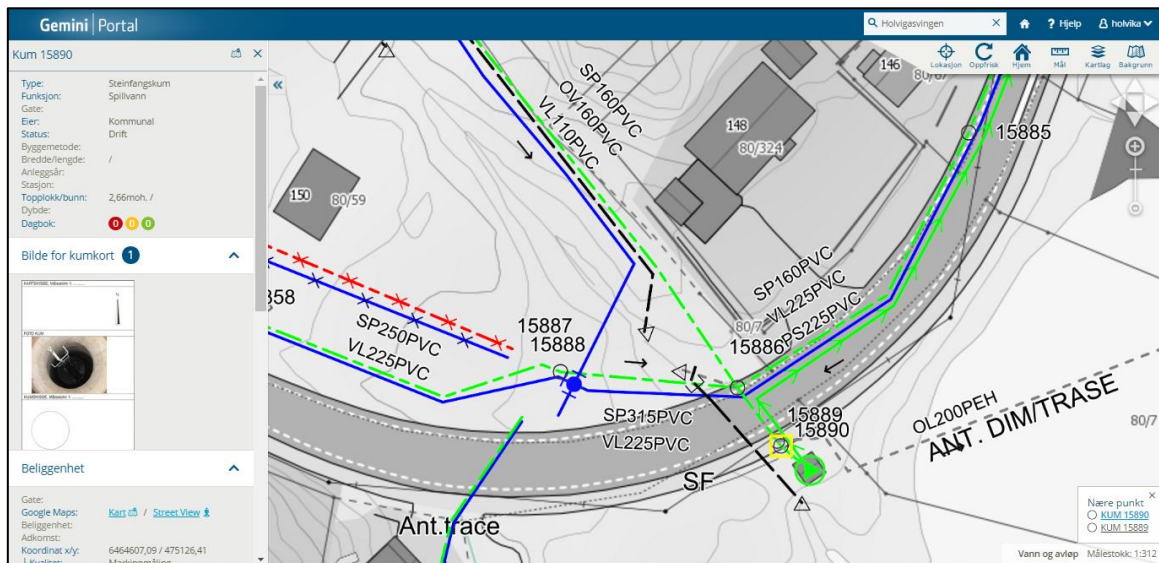 Gemini | Portal
Holvigasvingen ×
? Hjelp
holvika
Kum 15890
Type: Steinfangskum
Funksjon: Spillvann
Gate:
Eier: Kommunal
Status: Drift
Byggemetode:
Bredde/lengde: /
Anleggsår:
Stasjon:
Topplokk/bunn: 2,66moh. /
Dybde:
Dagbok: 0 0 0
Bilde for kumkort 1
FOTO KUM
Beliggenhet
Gate:
Google Maps: Kart / Street View
Beliggenhet:
Adkomst:
Koordinat x/y: 6464607,09 / 475126,41
Lokasjon
Oppfrisk
Hjem
Mål
Kartlag
Bakgrunn
SP160PVC
OV160PVC
VL110PVC
146
148
80/324
15885
150
80/59
SP250PVC
VL225PVC
15887
15888
80/7
15886
SP160PVC
VL225PVC
PS225PVC
SP315PVC
VL225PVC
15889
15890
SF
OL200PEH
ANT. DIM/TRASE
80/7
Ant.trace
Nære punkt
KUM 15890
KUM 15889
Vann og avløp Målestokk: 1:312